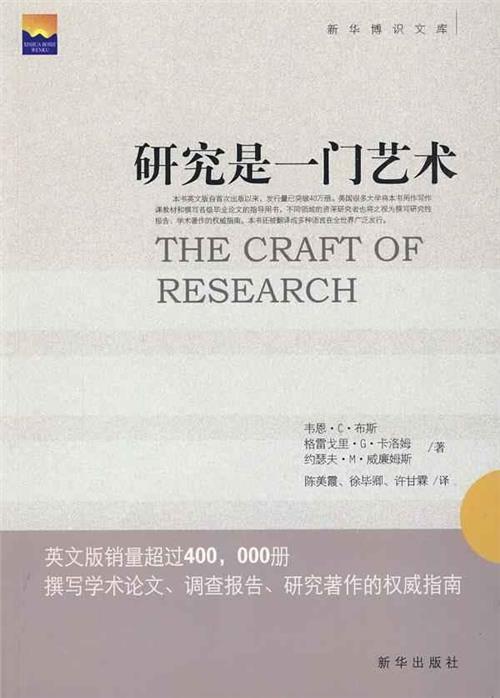 XINHUA BOSHI
WENKU
新华博识文库
研究是一门艺术
本书英文版自首次出版以来，发行量已突破40万册。美国很多大学将本书用作写作
课教材和撰写各级毕业论文的指导用书，不同领域的资深研究者也将之视为撰写研究性
报告、学术著作的权威指南。本书还被翻译成多种语言在全世界广泛发行。
THE CRAFT OF
RESEARCH
韦恩·C·布斯
格雷戈里·G·卡洛姆
约瑟夫·M·威廉姆斯
/著
陈美霞、徐毕卿、许甘霖 /译
英文版销量超过400，000册
撰写学术论文、调查报告、研究著作的权威指南
新华出版社